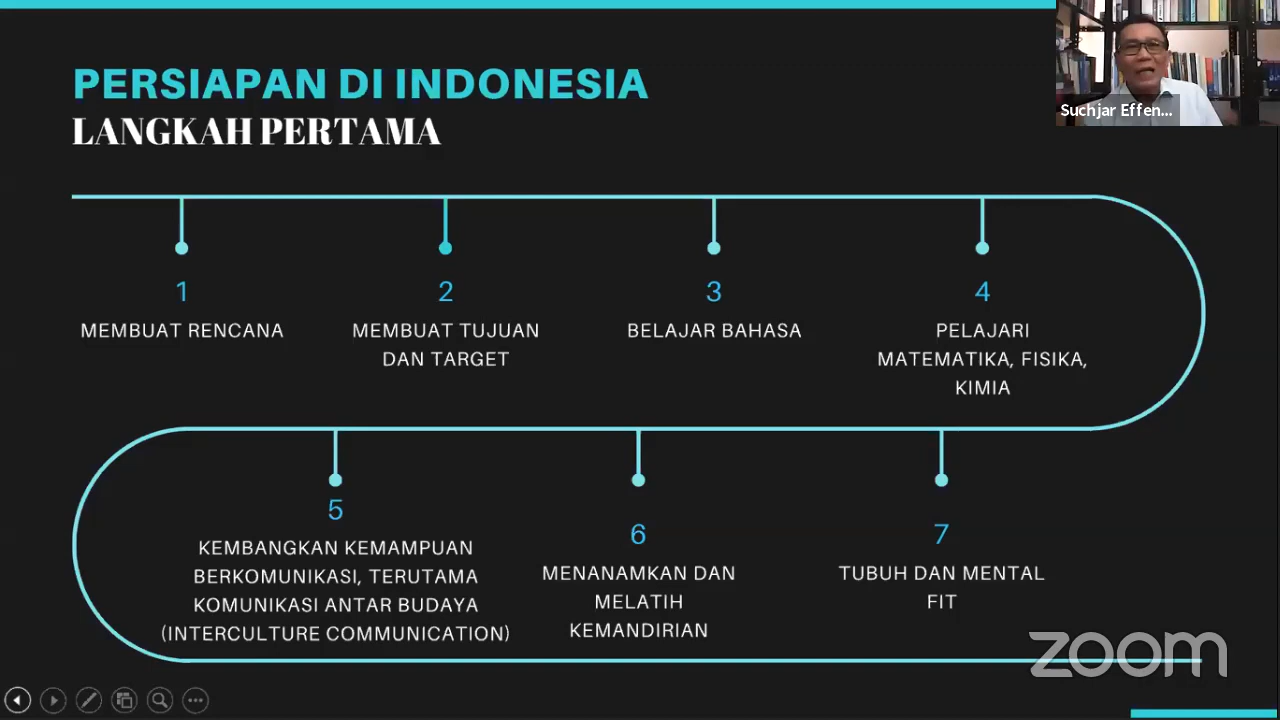 PERSIAPAN DI INDONESIA
LANGKAH PERTAMA
Suchjar Effen...
1
MEMBUAT RENCANA
2
MEMBUAT TUJUAN
DAN TARGET
3
BELAJAR BAHASA
4
PELAJARI
MATEMATIKA, FISIKA,
KIMIA
5
KEMBANGKAN KEMAMPUAN
BERKOMUNIKASI, TERUTAMA
KOMUNIKASI ANTAR BUDAYA
(INTERCULTURE COMMUNICATION)
6
MENANAMKAN DAN
MELATIH
KEMANDIRIAN
7
TUBUH DAN MENTAL
FIT
zoom